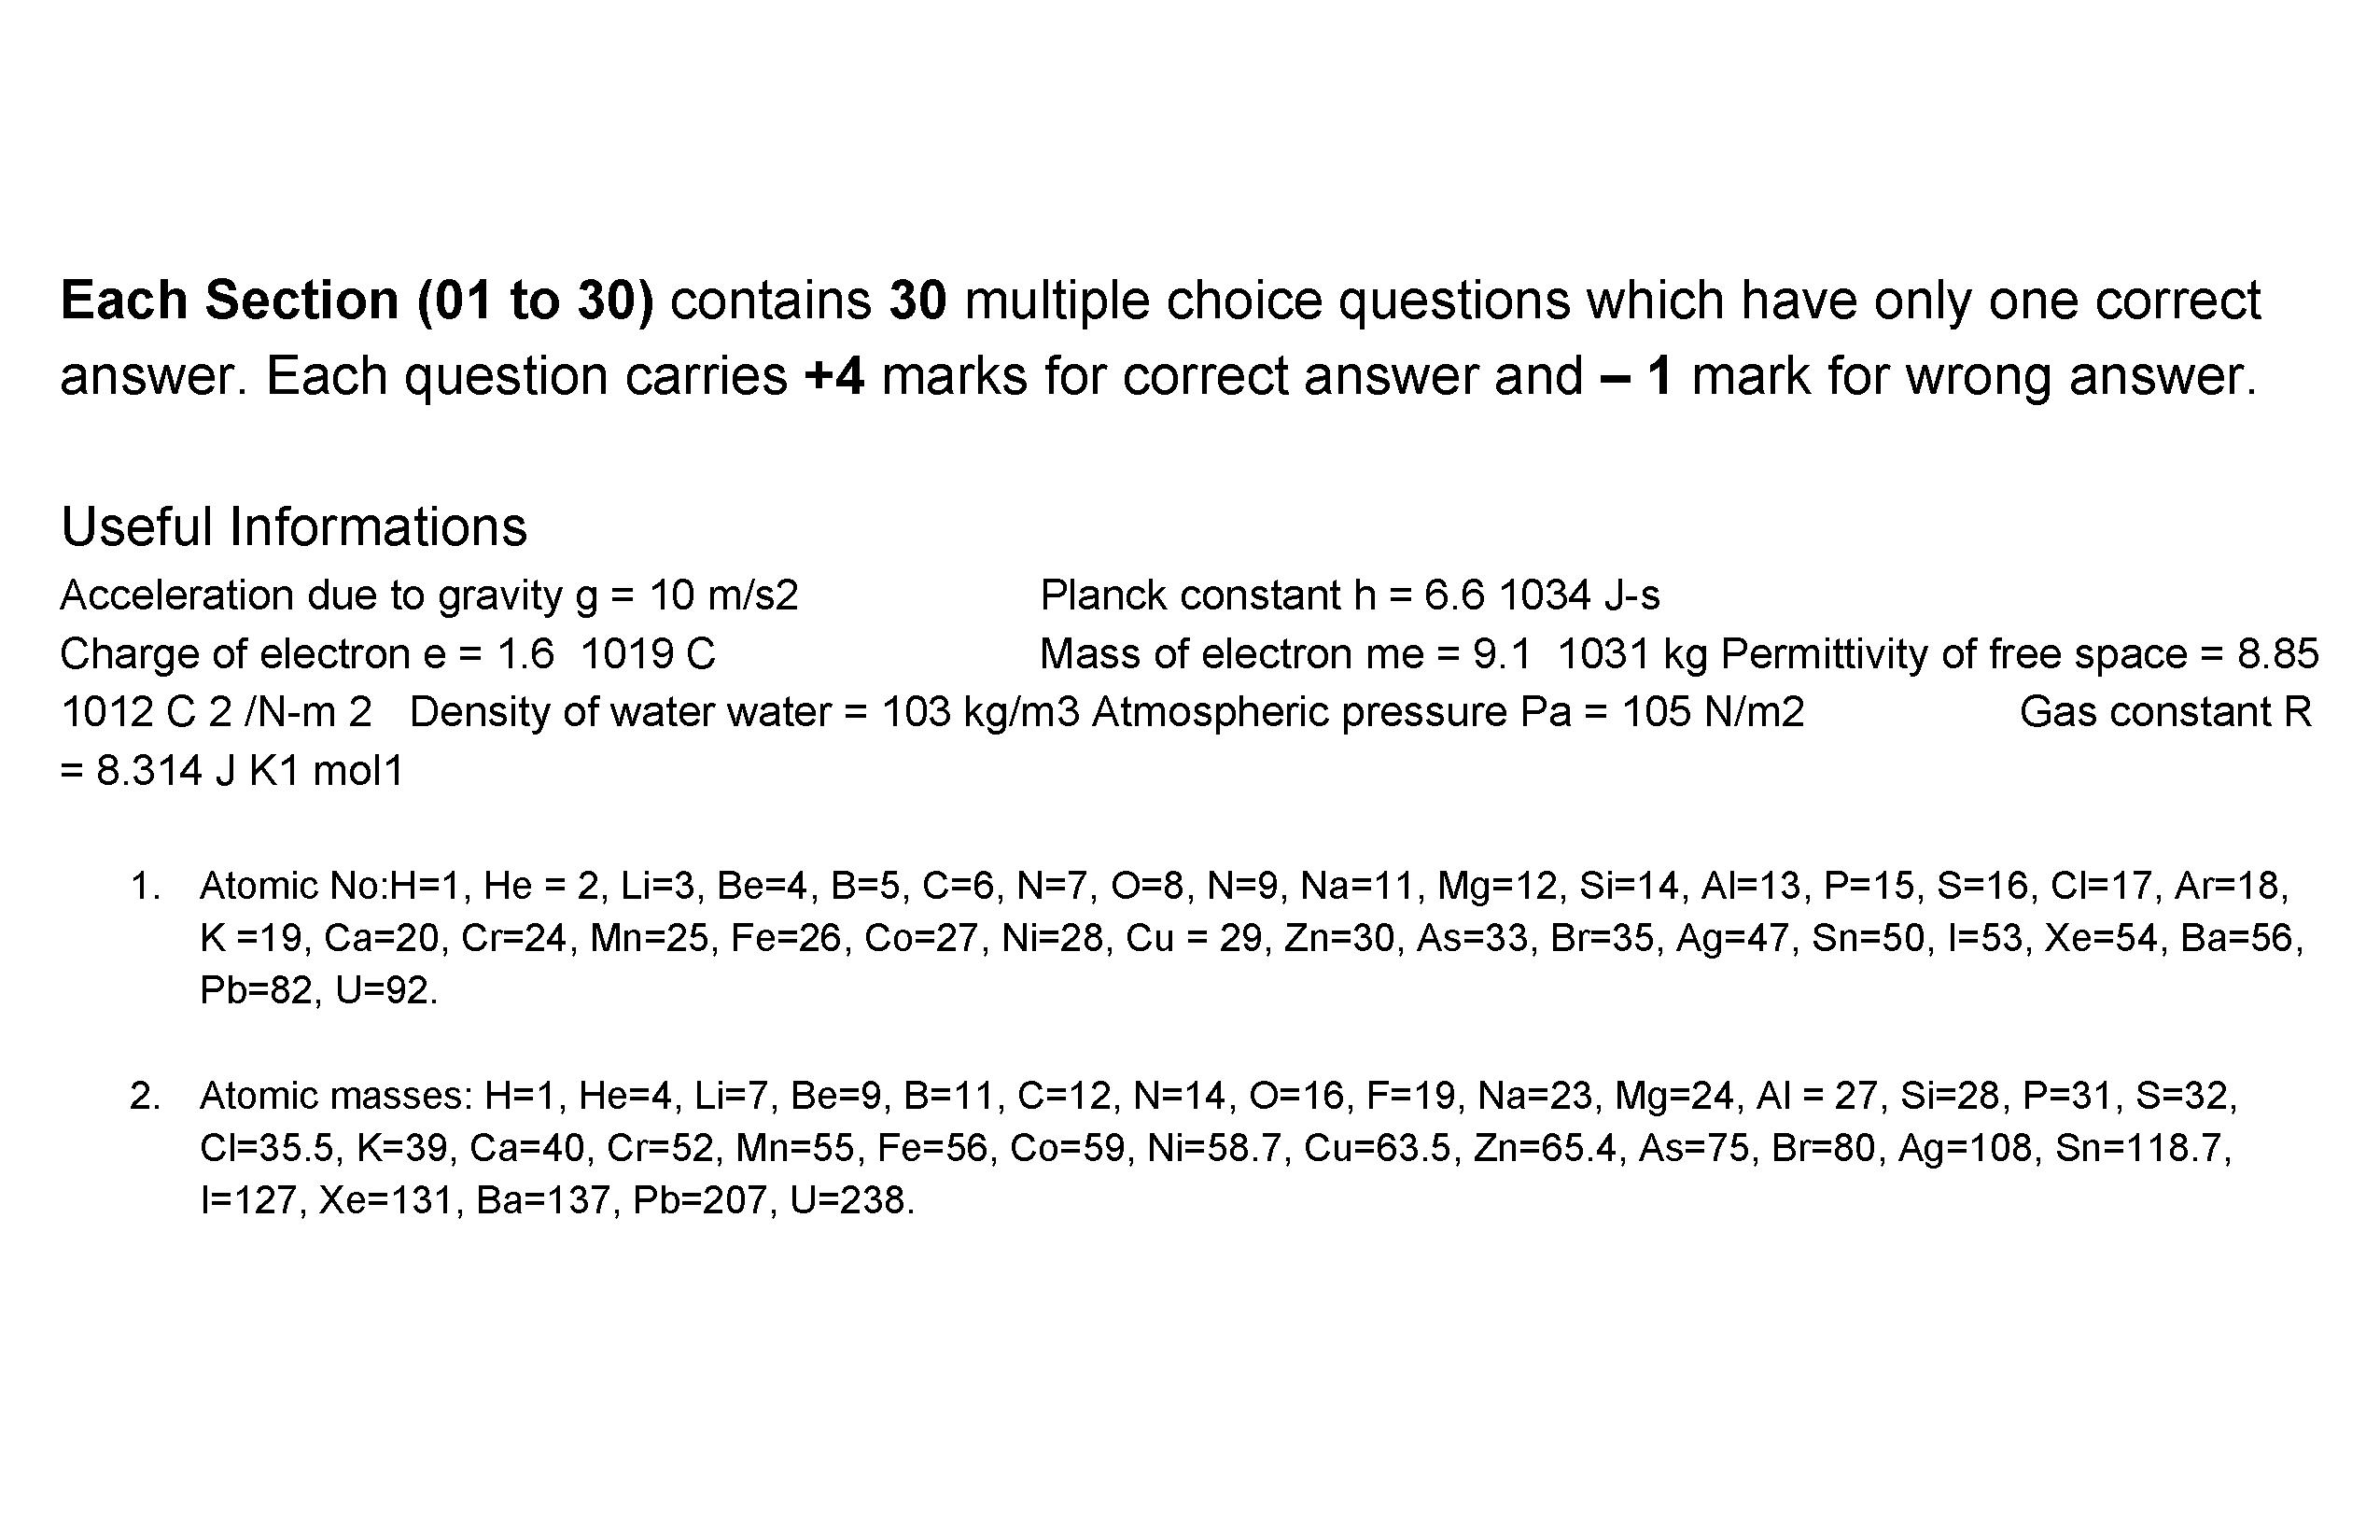 Each Section (01 to 30) contains 30 multiple choice questions which have only one correct
answer. Each question carries +4 marks for correct answer and – 1 mark for wrong answer.
Useful Informations
Acceleration due to gravity g = 10 m/s2 Planck constant h = 6.6 1034 J-s
Charge of electron e = 1.6 1019 C Mass of electron me = 9.1 1031 kg Permittivity of free space = 8.85
1012 C 2 /N-m 2 Density of water water = 103 kg/m3 Atmospheric pressure Pa = 105 N/m2 Gas constant R
= 8.314 J K1 mol1
1. Atomic No:H=1, He = 2, Li=3, Be=4, B=5, C=6, N=7, O=8, N=9, Na=11, Mg=12, Si=14, Al=13, P=15, S=16, Cl=17, Ar=18,
K =19, Ca=20, Cr=24, Mn=25, Fe=26, Co=27, Ni=28, Cu = 29, Zn=30, As=33, Br=35, Ag=47, Sn=50, I=53, Xe=54, Ba=56,
Pb=82, U=92.
2. Atomic masses: H=1, He=4, Li=7, Be=9, B=11, C=12, N=14, O=16, F=19, Na=23, Mg=24, Al = 27, Si=28, P=31, S=32,
Cl=35.5, K=39, Ca=40, Cr=52, Mn=55, Fe=56, Co=59, Ni=58.7, Cu=63.5, Zn=65.4, As=75, Br=80, Ag=108, Sn=118.7,
I=127, Xe=131, Ba=137, Pb=207, U=238.